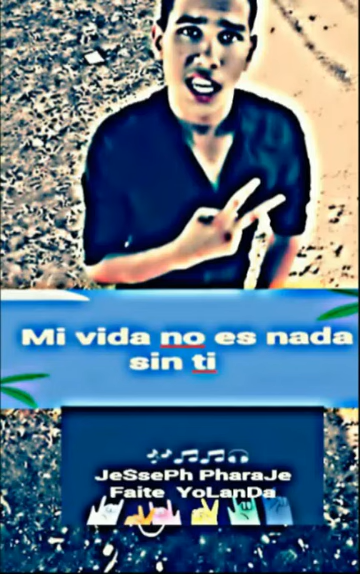 Mi vida no es nada
sin ti
JeSsePh PharaJe
Faite YoLanDa